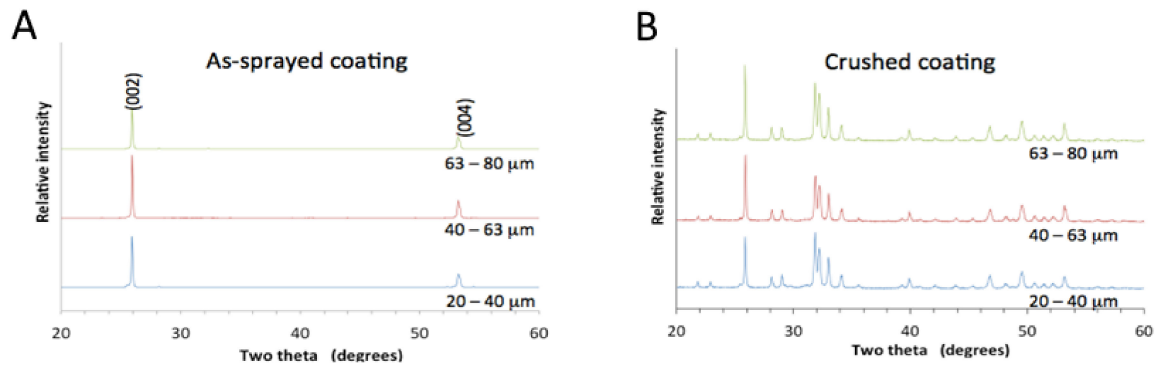 A
As-sprayed coating
(002)
(004)
63 – 80 µm
40 – 63 µm
20 – 40 µm
Relative intensity
20
30
40
50
60
Two theta (degrees)
B
Crushed coating
63 – 80 µm
40 – 63 µm
20 – 40 µm
Relative intensity
20
30
40
50
60
Two theta (degrees)